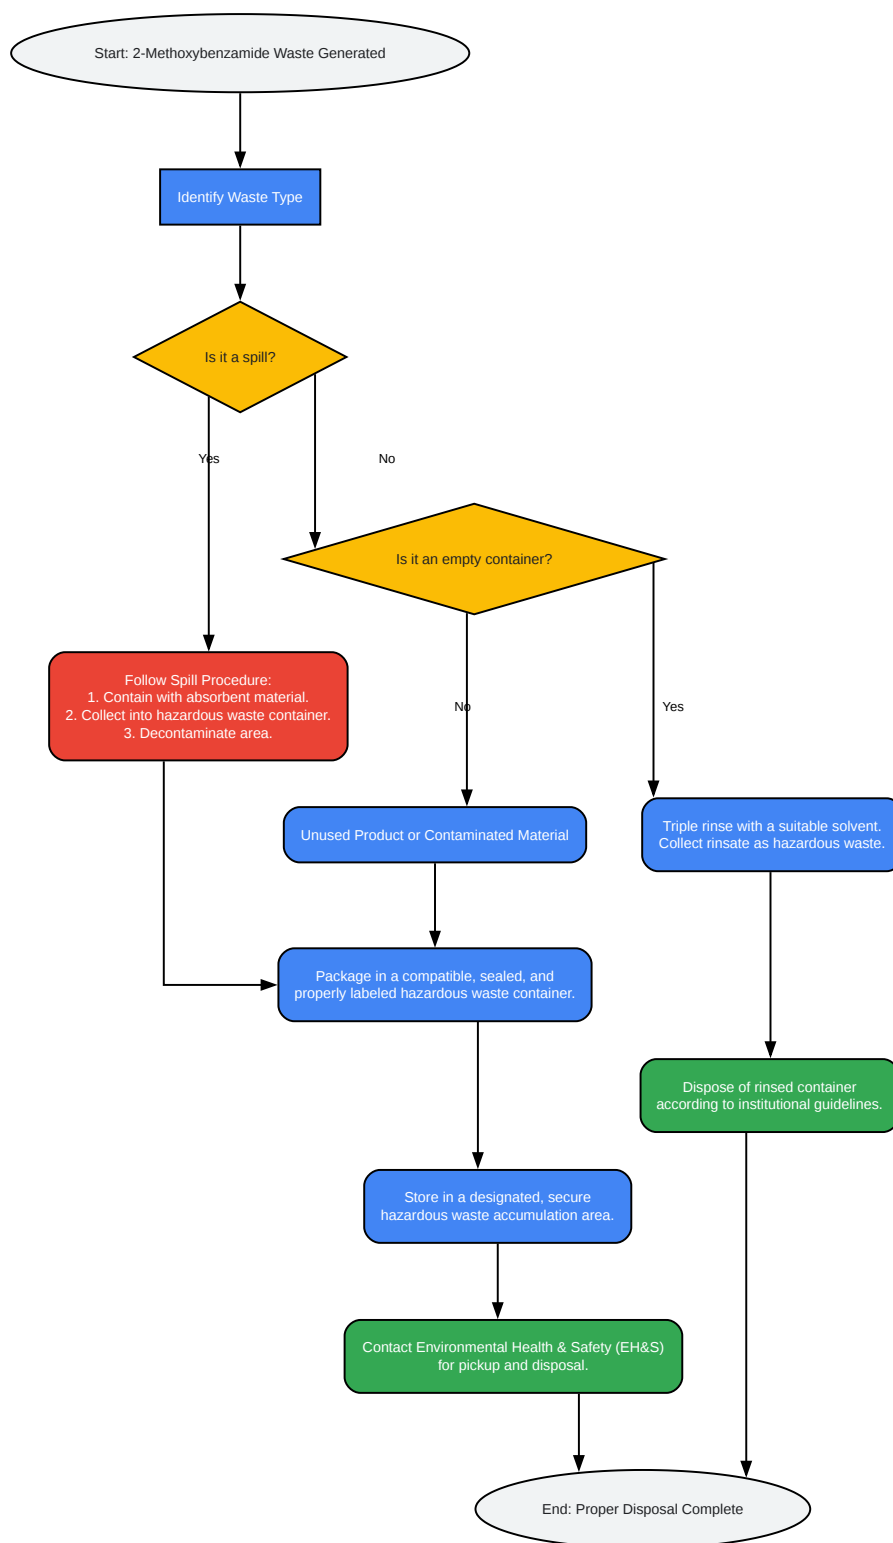 Start: 2-Methoxybenzamide Waste Generated
Identify Waste Type
Is it a spill?
Yes
No
Is it an empty container?
Follow Spill Procedure:
1. Contain with absorbent material.
2. Collect into hazardous waste container.
3. Decontaminate area.
No
Yes
Unused Product or Contaminated Material
Triple rinse with a suitable solvent.
Collect rinsate as hazardous waste.
Package in a compatible, sealed, and
properly labeled hazardous waste container.
Dispose of rinsed container
according to institutional guidelines.
Store in a designated, secure
hazardous waste accumulation area.
Contact Environmental Health & Safety (EH&S)
for pickup and disposal.
End: Proper Disposal Complete